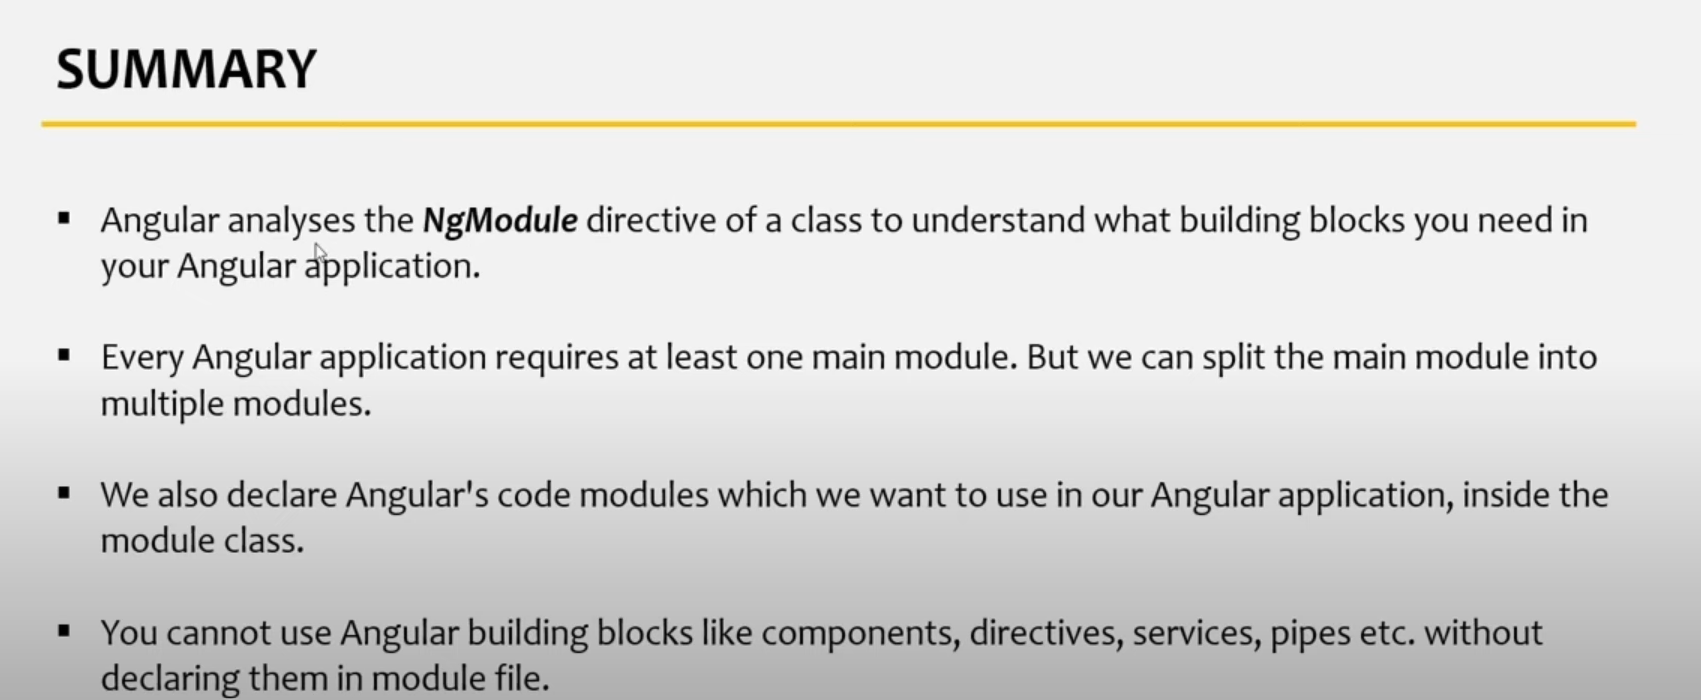 SUMMARY
▪ Angular analyses the NgModule directive of a class to understand what building blocks you need in
your Angular application.
▪ Every Angular application requires at least one main module. But we can split the main module into
multiple modules.
▪ We also declare Angular's code modules which we want to use in our Angular application, inside the
module class.
▪ You cannot use Angular building blocks like components, directives, services, pipes etc. without
declaring them in module file.